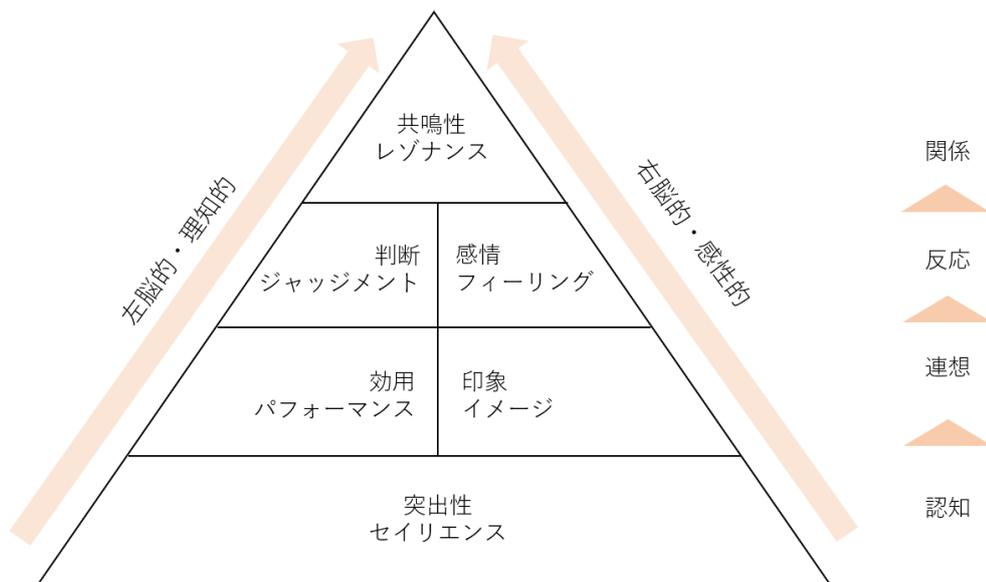 共鳴性
レゾナンス
左脳的・理知的
右脳的・感性的
判断
ジャッジメント
感情
フィーリング
効用
パフォーマンス
印象
イメージ
突出性
セイリエンス
関係
反応
連想
認知